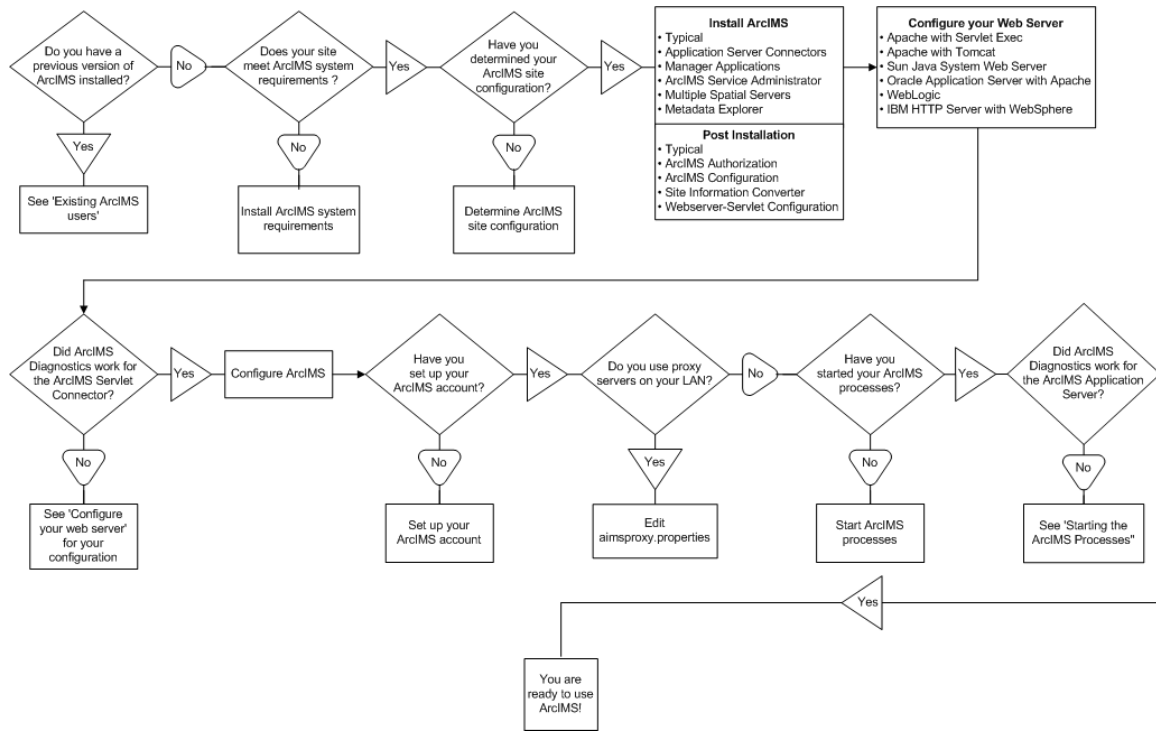 Do you have a
previous version of
ArcIMS installed?
No
Does your site
meet ArcIMS system
requirements ?
Yes
Have you
determined your
ArcIMS site
configuration?
Yes
Install ArcIMS
• Typical
• Application Server Connectors
• Manager Applications
• ArcIMS Service Administrator
• Multiple Spatial Servers
• Metadata Explorer
Configure your Web Server
• Apache with Servlet Exec
• Apache with Tomcat
• Sun Java System Web Server
• Oracle Application Server with Apache
• WebLogic
• IBM HTTP Server with WebSphere
Yes
No
No
Post Installation
• Typical
• ArcIMS Authorization
• ArcIMS Configuration
• Site Information Converter
• Webserver-Servlet Configuration
See 'Existing ArcIMS
users'
Install ArcIMS system
requirements
Determine ArcIMS
site configuration
Did ArcIMS
Diagnostics work for
the ArcIMS Servlet
Connector?
Yes
Configure ArcIMS
Have you
set up your
ArcIMS account?
Yes
Do you use proxy
servers on your LAN?
No
Have you
started your ArcIMS
processes?
Yes
Did ArcIMS
Diagnostics work for
the ArcIMS Application
Server?
No
No
Yes
No
No
See 'Configure
your web server'
for your
configuration
Set up your
ArcIMS account
Edit
aimsproxy.properties
Start ArcIMS
processes
See 'Starting the
ArcIMS Processes"
Yes
You are
ready to use
ArcIMS!